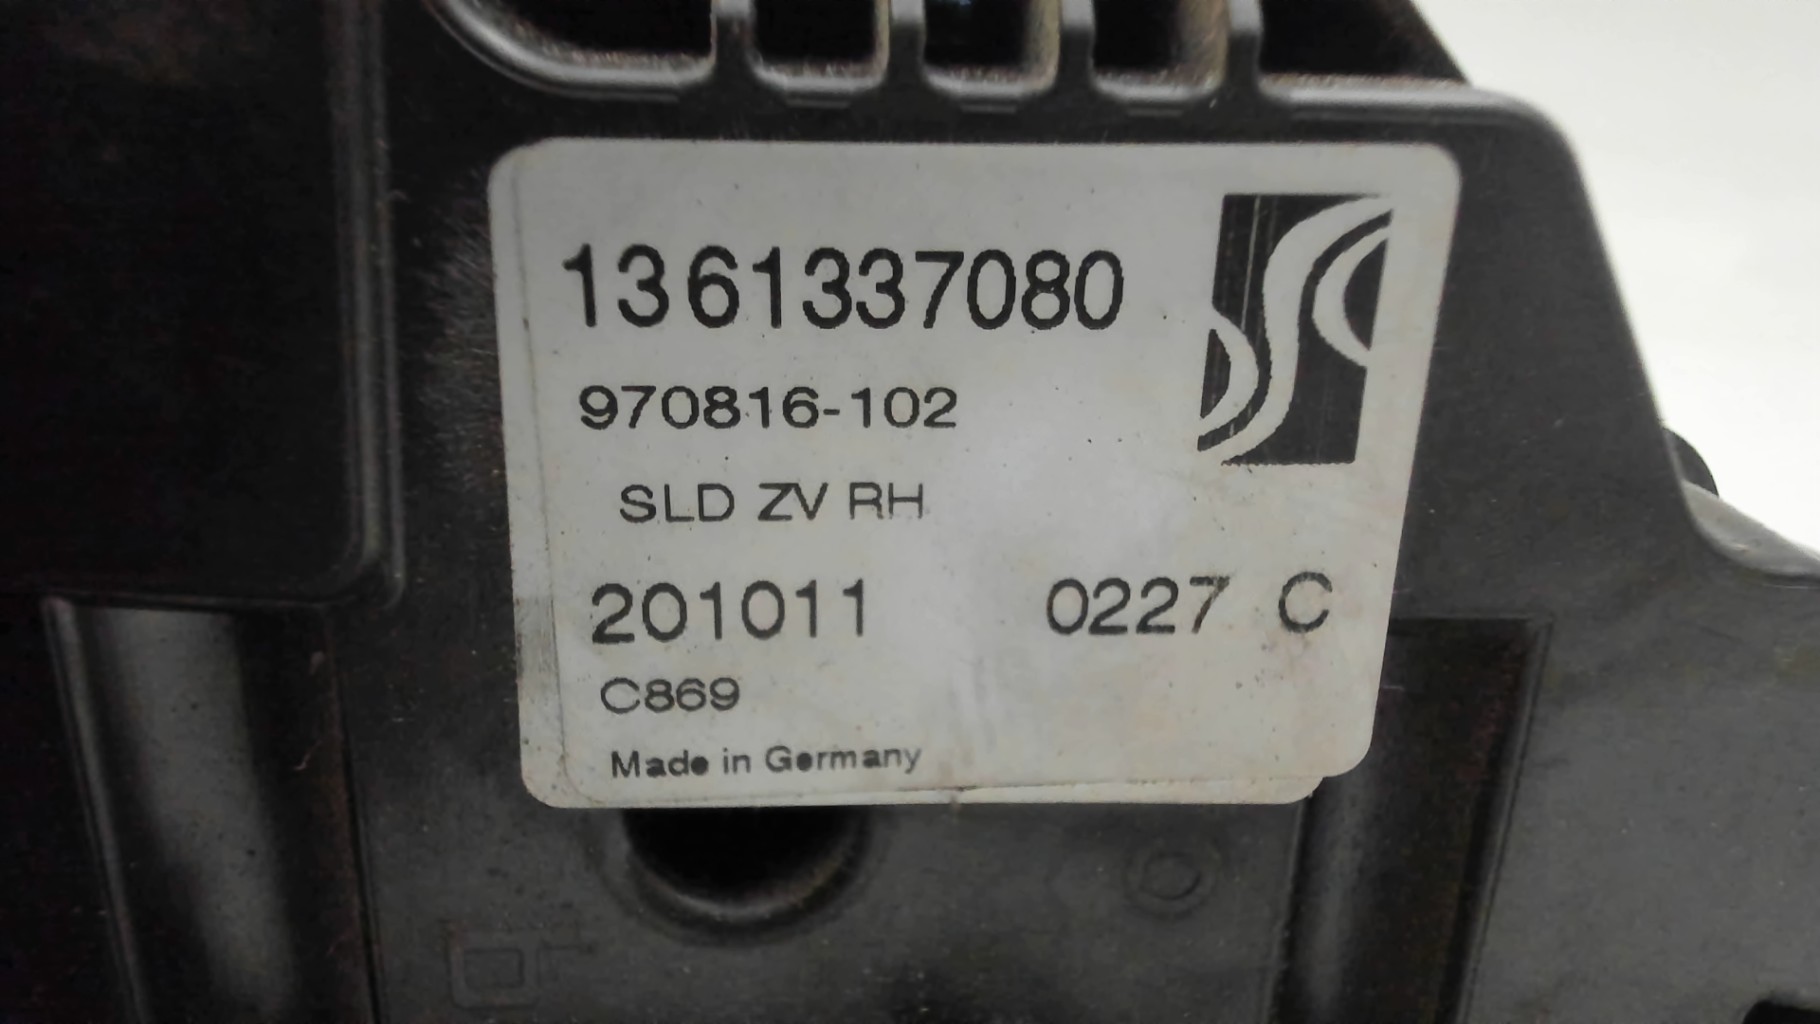 1361337080
970816-102
SLD ZV RH
201011 0227 C
C869
Made in Germany